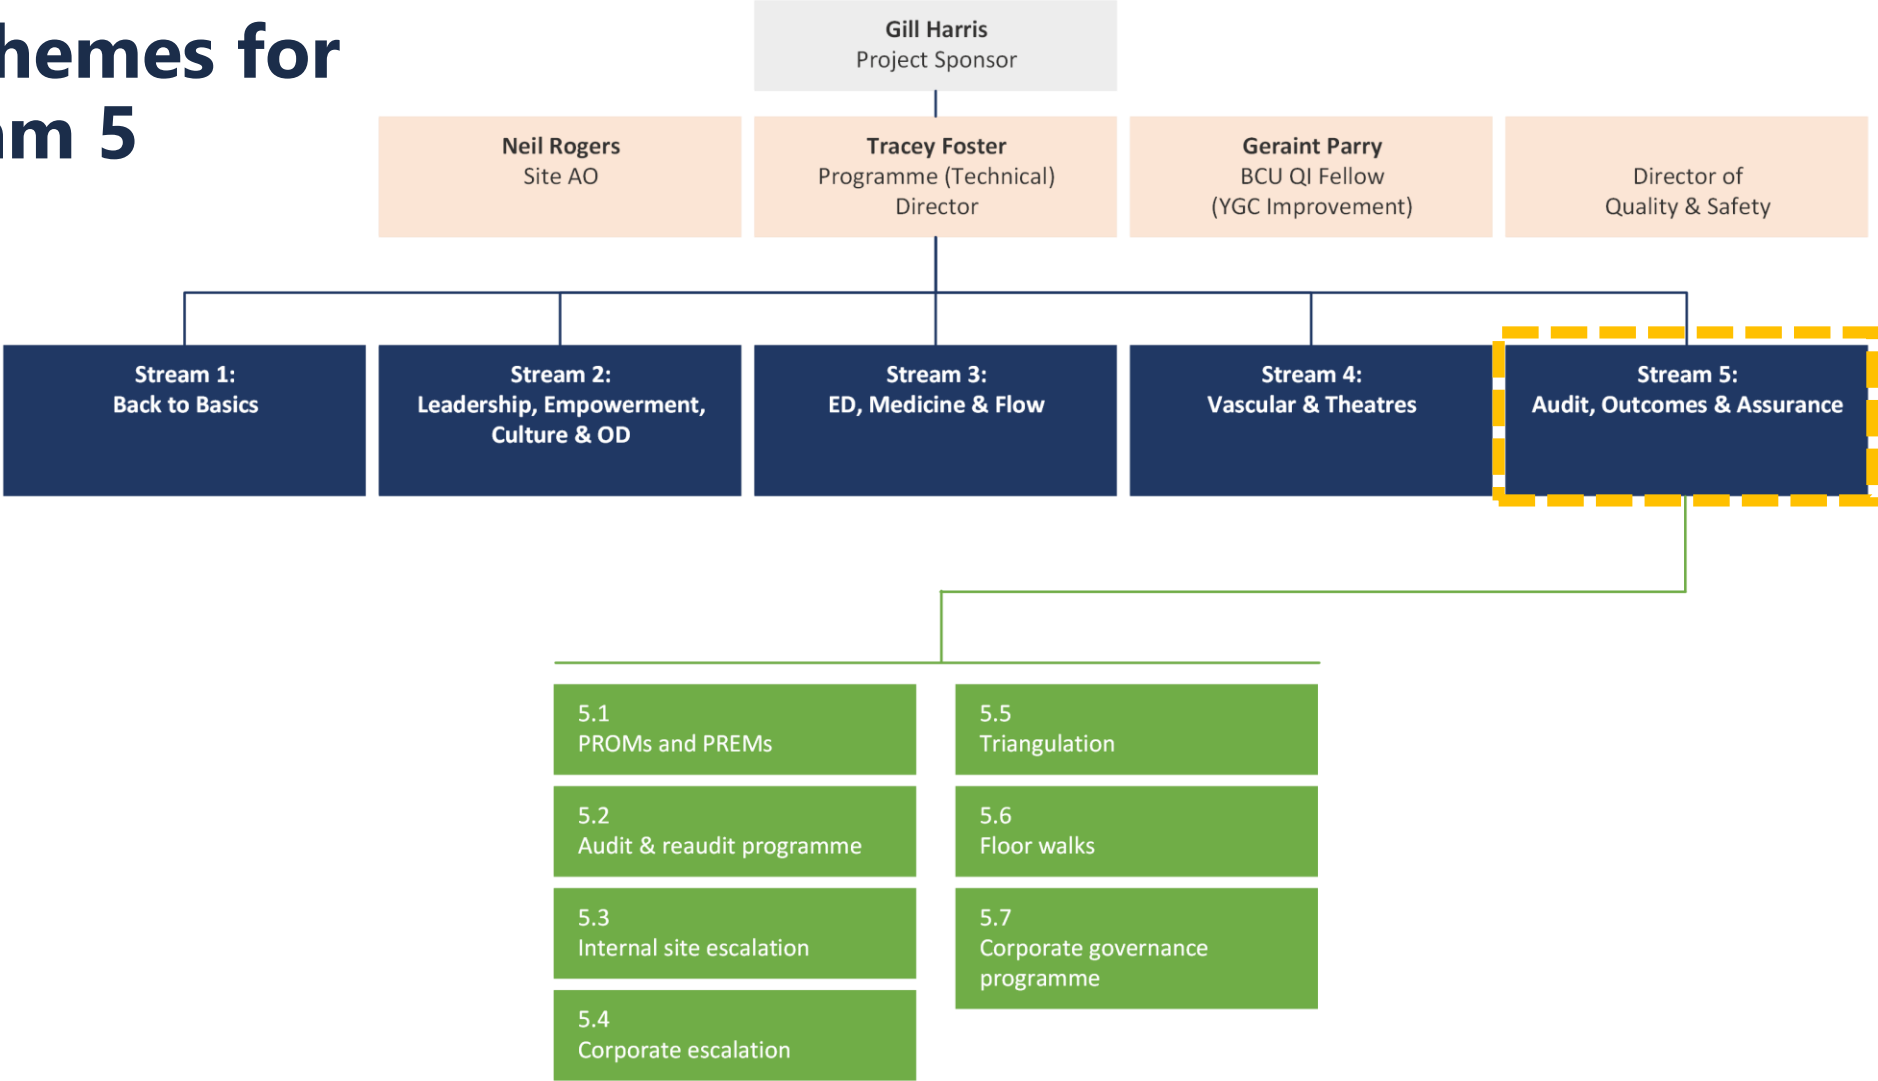 hemes for
am 5
Gill Harris
Project Sponsor
Neil Rogers
Site AO
Tracey Foster
Programme (Technical)
Director
Geraint Parry
BCU QI Fellow
(YGC Improvement)
Director of
Quality & Safety
Stream 1:
Back to Basics
Stream 2:
Leadership, Empowerment,
Culture & OD
Stream 3:
ED, Medicine & Flow
Stream 4:
Vascular & Theatres
Stream 5:
Audit, Outcomes & Assurance
5.1
PROMs and PREMs
5.2
Audit & reaudit programme
5.3
Internal site escalation
5.4
Corporate escalation
5.5
Triangulation
5.6
Floor walks
5.7
Corporate governance
programme